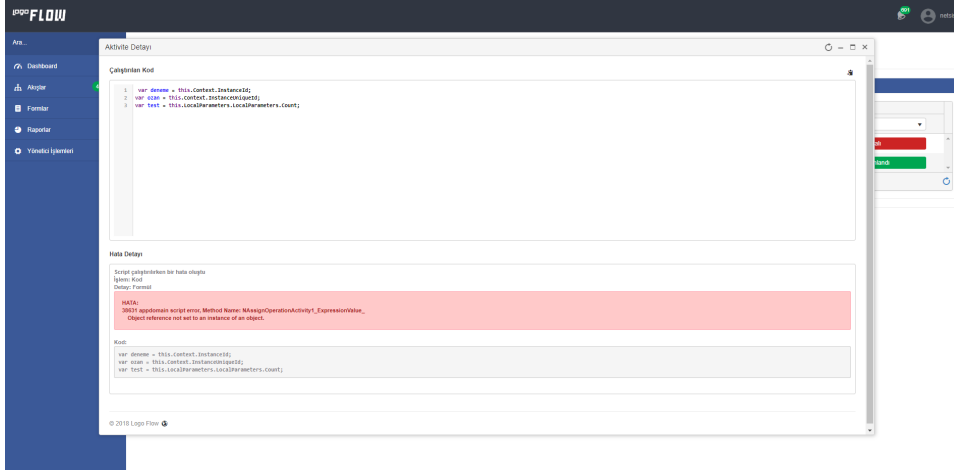 logo FLOW
601
netsis
Ara...
Dashboard
Akışlar
Formlar
Raporlar
Yönetici İşlemleri
Aktivite Detayı
Çalıştırılan Kod
1 var deneme = this.Context.InstanceId;
2 var ozan = this.Context.InstanceUniqueId;
3 var test = this.LocalParameters.LocalParameters.Count;
Hata Detayı
Script çalıştırılırken bir hata oluştu
İşlem: Kod
Detay: Formül
HATA:
38631 appdomain script error, Method Name: NAssignOperationActivity1_ExpressionValue_
Object reference not set to an instance of an object.
Kod:
var deneme = this.Context.InstanceId;
var ozan = this.Context.InstanceUniqueId;
var test = this.LocalParameters.LocalParameters.Count;
© 2018 Logo Flow